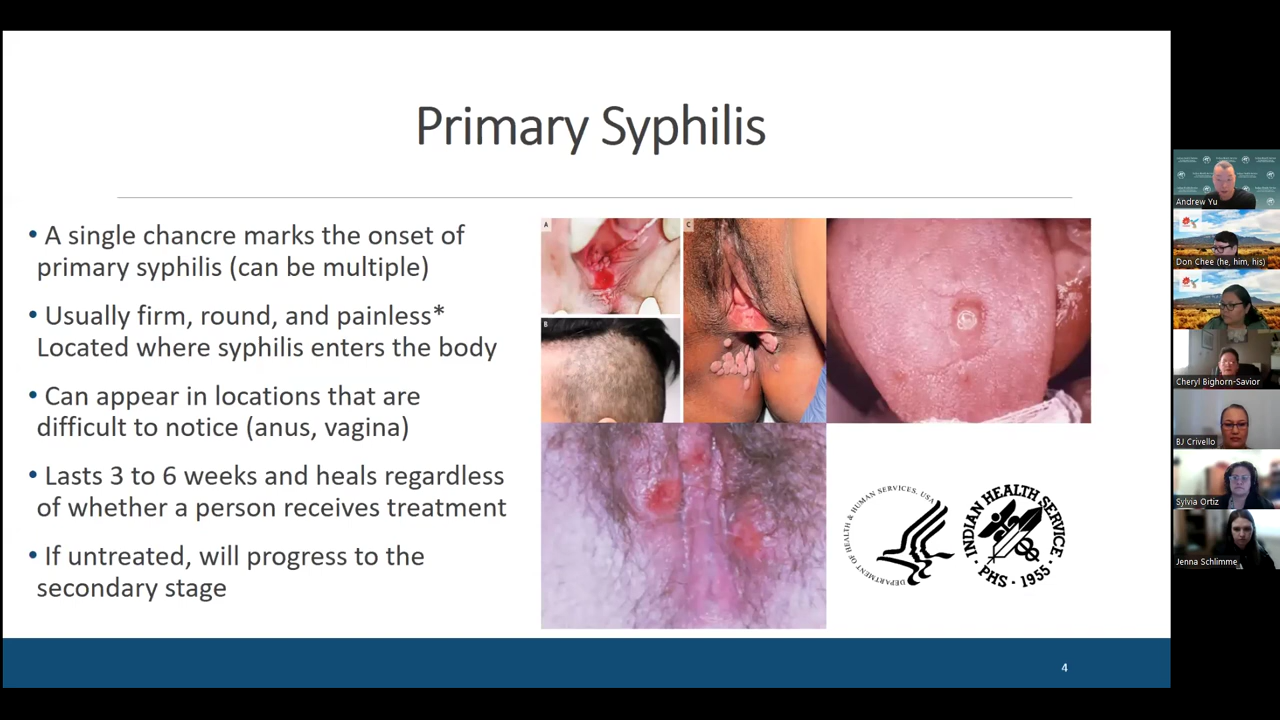 Primary Syphilis
• A single chancre marks the onset of
primary syphilis (can be multiple)
• Usually firm, round, and painless*
Located where syphilis enters the body
• Can appear in locations that are
difficult to notice (anus, vagina)
• Lasts 3 to 6 weeks and heals regardless
of whether a person receives treatment
• If untreated, will progress to the
secondary stage
A
B
C
DEPARTMENT OF HEALTH & HUMAN SERVICES. USA
INDIAN HEALTH SERVICE
PHS · 1955
4
Andrew Yu
Don Chee (he, him, his)
Cheryl Bighorn-Savior
BJ Crivello
Sylvia Ortiz
Jenna Schlimme